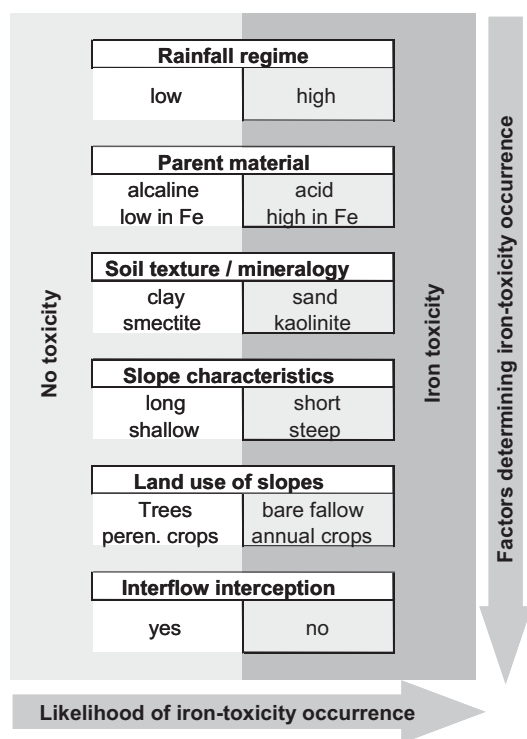 Rainfall regime
low high
Parent material
alcaline acid
low in Fe high in Fe
Soil texture / mineralogy
clay sand
smectite kaolinite
Slope characteristics
long short
shallow steep
Land use of slopes
Trees bare fallow
peren. crops annual crops
Interflow interception
yes no
No toxicity
Iron toxicity
Factors determining iron-toxicity occurrence
Likelihood of iron-toxicity occurrence